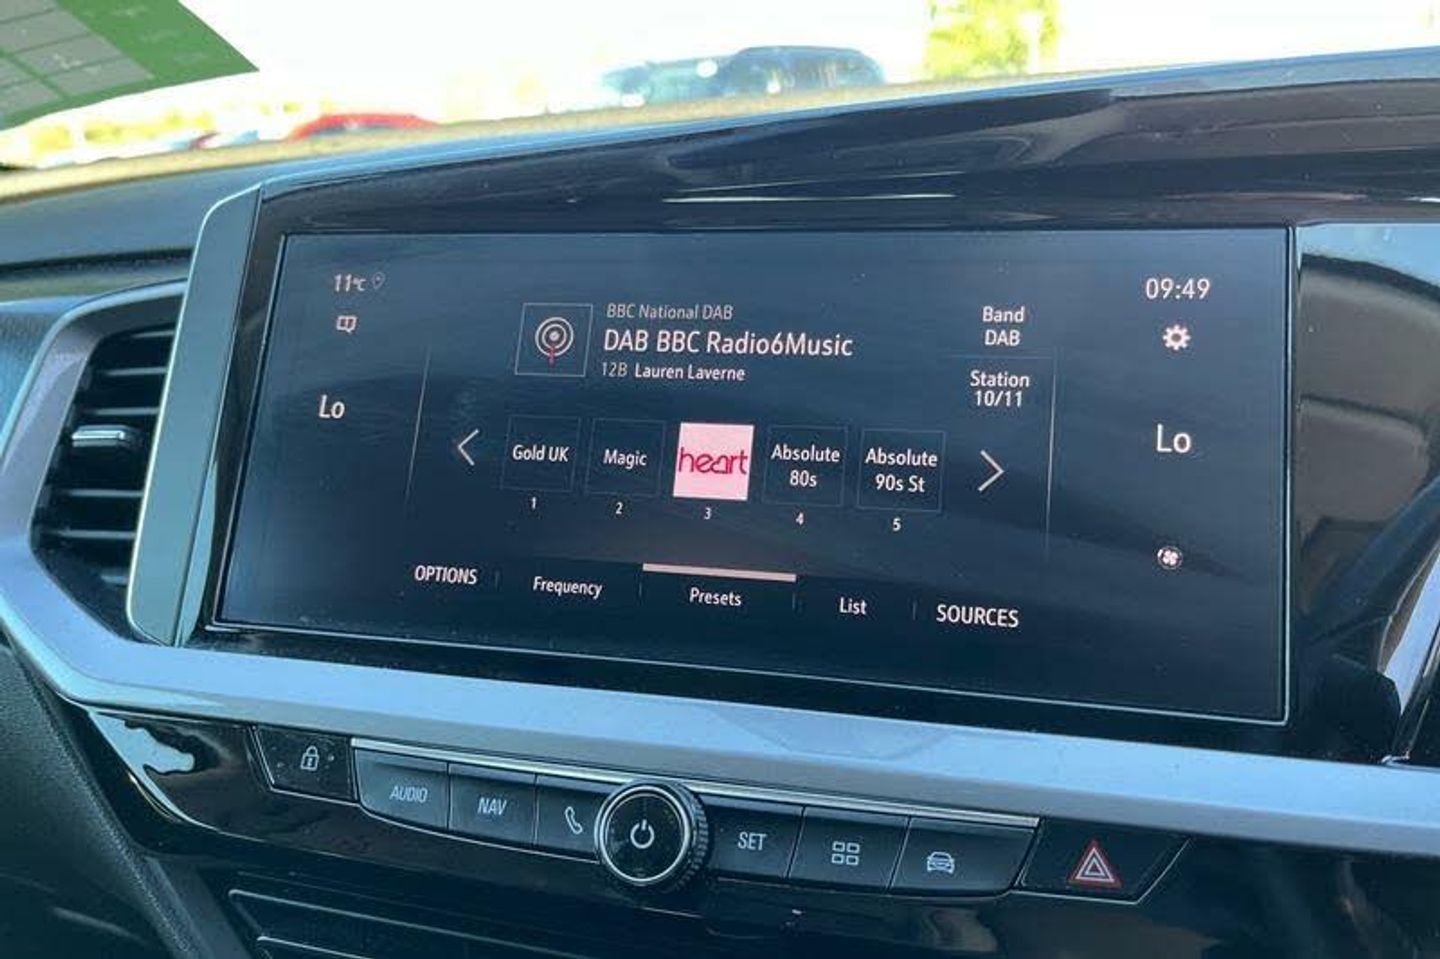 11°C
09:49
BBC National DAB
DAB BBC Radio6Music
12B Lauren Laverne
Band
DAB
Station
10/11
Lo
Lo
Gold UK
Magic
heart
Absolute
80s
Absolute
90s St
1
2
3
4
5
OPTIONS
Frequency
Presets
List
SOURCES
AUDIO
NAV
SET